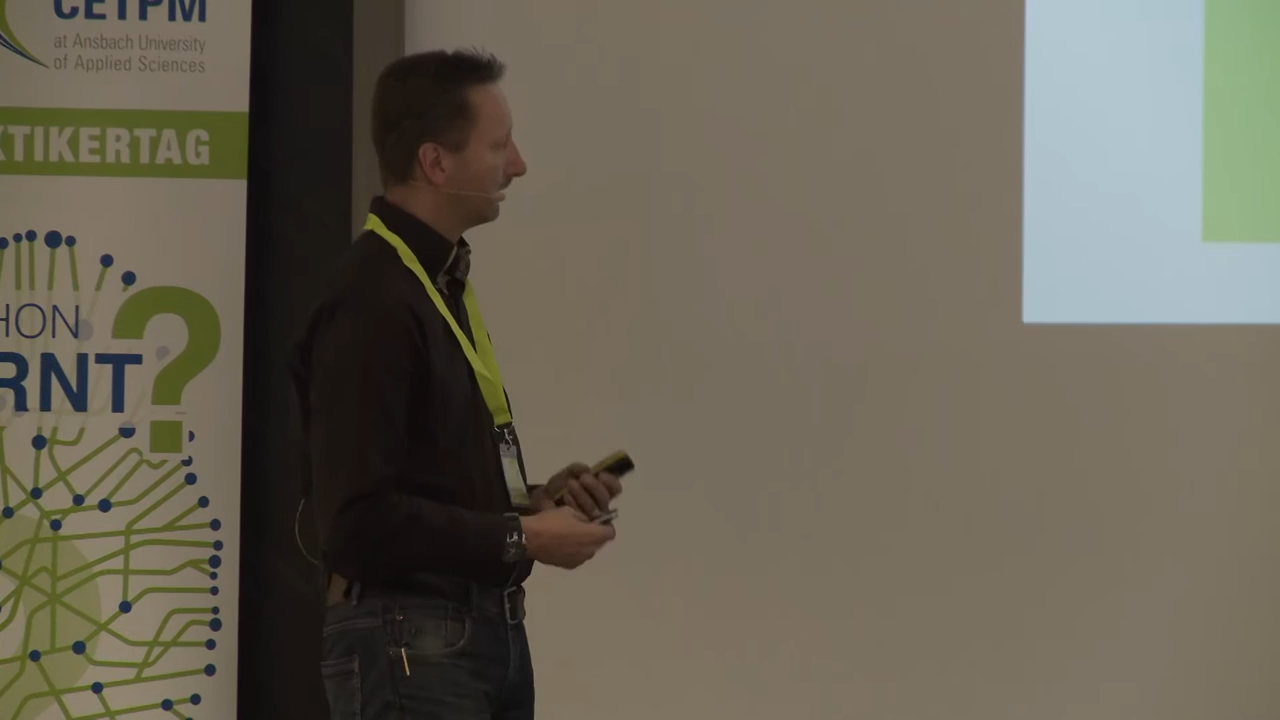 CETPM
at Ansbach University
of Applied Sciences
KTIKERTAG
HON
RNT?